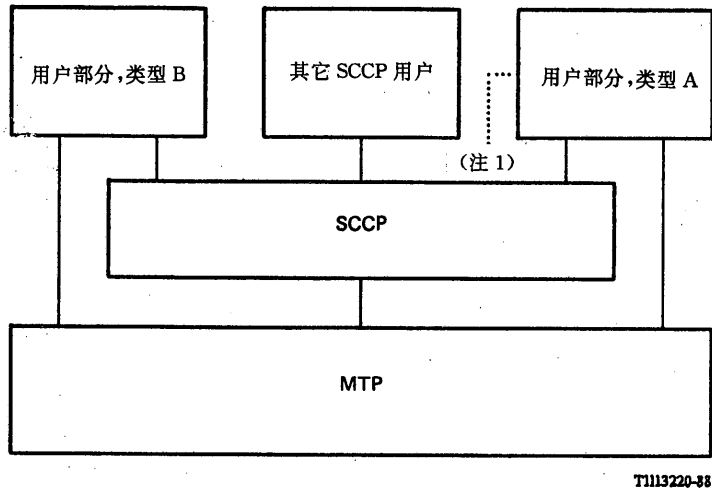 用户部分,类型 B
其它 SCCP 用户
用户部分,类型 A
(注 1)
SCCP
MTP
T1113220-88